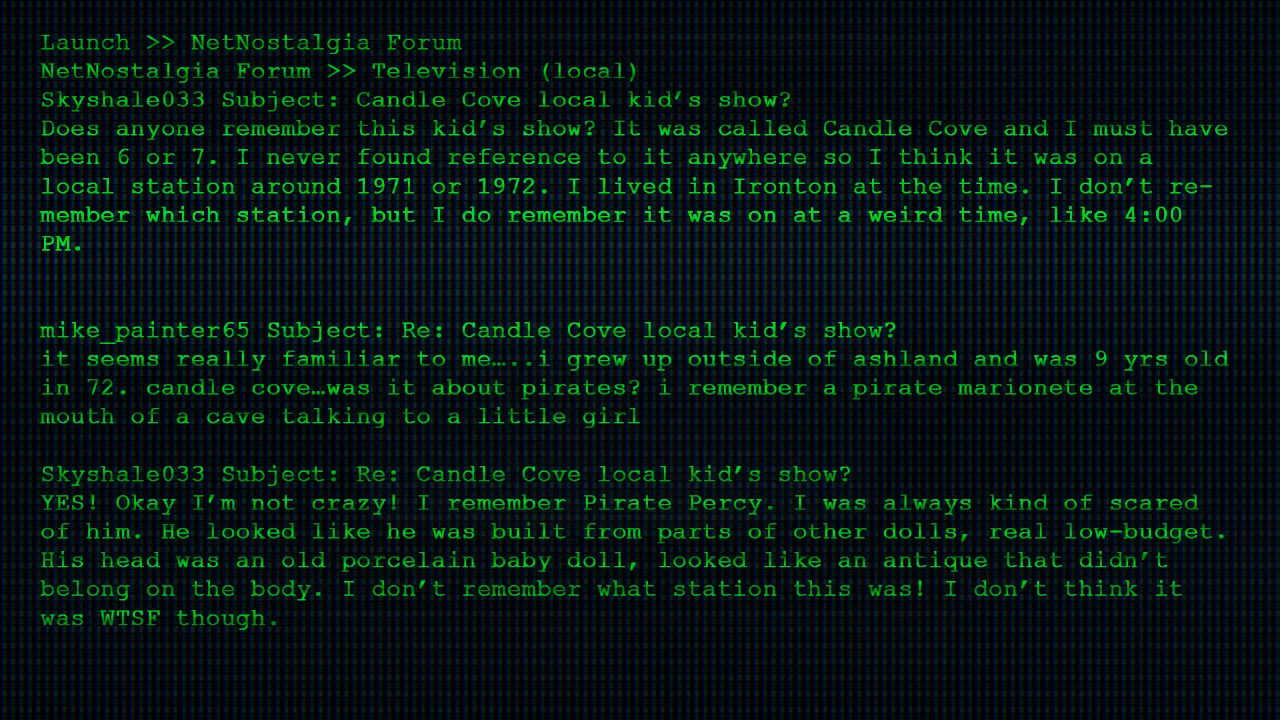 Launch >> NetNostalgia Forum
NetNostalgia Forum >> Television (local)
Skyshale033 Subject: Candle Cove local kid’s show?
Does anyone remember this kid’s show? It was called Candle Cove and I must have
been 6 or 7. I never found reference to it anywhere so I think it was on a
local station around 1971 or 1972. I lived in Ironton at the time. I don’t re-
member which station, but I do remember it was on at a weird time, like 4:00
PM.
mike_painter65 Subject: Re: Candle Cove local kid’s show?
it seems really familiar to me…..i grew up outside of ashland and was 9 yrs old
in 72. candle cove…was it about pirates? i remember a pirate marionete at the
mouth of a cave talking to a little girl
Skyshale033 Subject: Re: Candle Cove local kid’s show?
YES! Okay I’m not crazy! I remember Pirate Percy. I was always kind of scared
of him. He looked like he was built from parts of other dolls, real low-budget.
His head was an old porcelain baby doll, looked like an antique that didn’t
belong on the body. I don’t remember what station this was! I don’t think it
was WTSF though.